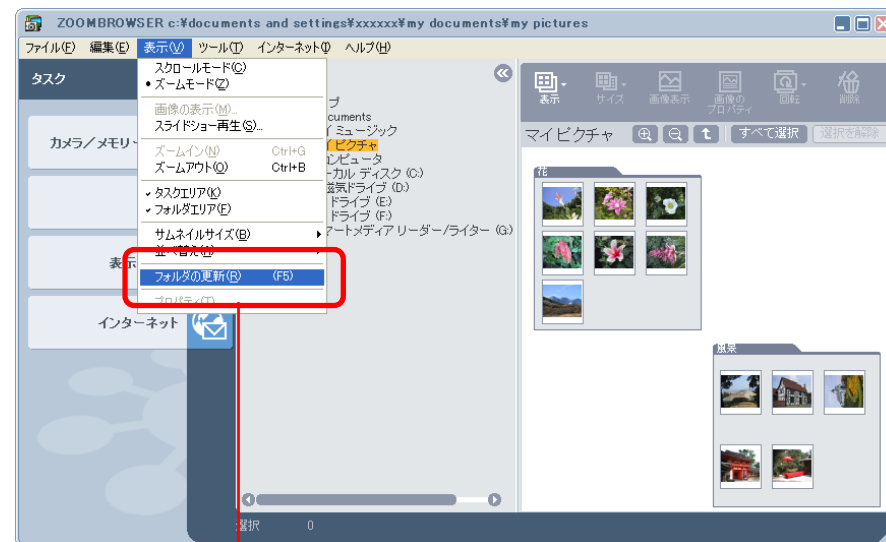 ZOOMBROWSER c:¥documents and settings¥xxxxxx¥my documents¥my pictures
ファイル(F) 編集(E) 表示(V) ツール(T) インターネット(I) ヘルプ(H)
タスク
カメラ／メモリ
表示
インターネット
スクロールモード(C)
ズームモード(Z)
画像の表示(M)...
スライドショー再生(S)...
ズームイン(N) Ctrl+G
ズームアウト(O) Ctrl+B
タスクエリア(K)
フォルダエリア(F)
サムネイルサイズ(B)
並べ替え(A)
フォルダの更新(R) (F5)
プロパティ(T)
プ
cuments
イ ミュージック
イ ピクチャ
コンピュータ
ーカル ディスク (C:)
磁気ドライブ (D:)
ドライブ (E:)
ドライブ (F:)
マートメディア リーダー/ライター (G:)
表示 サイズ 画像表示 画像のプロパティ 回転 削除
マイピクチャ すべて選択 選択を解除
花
風景
選択 0